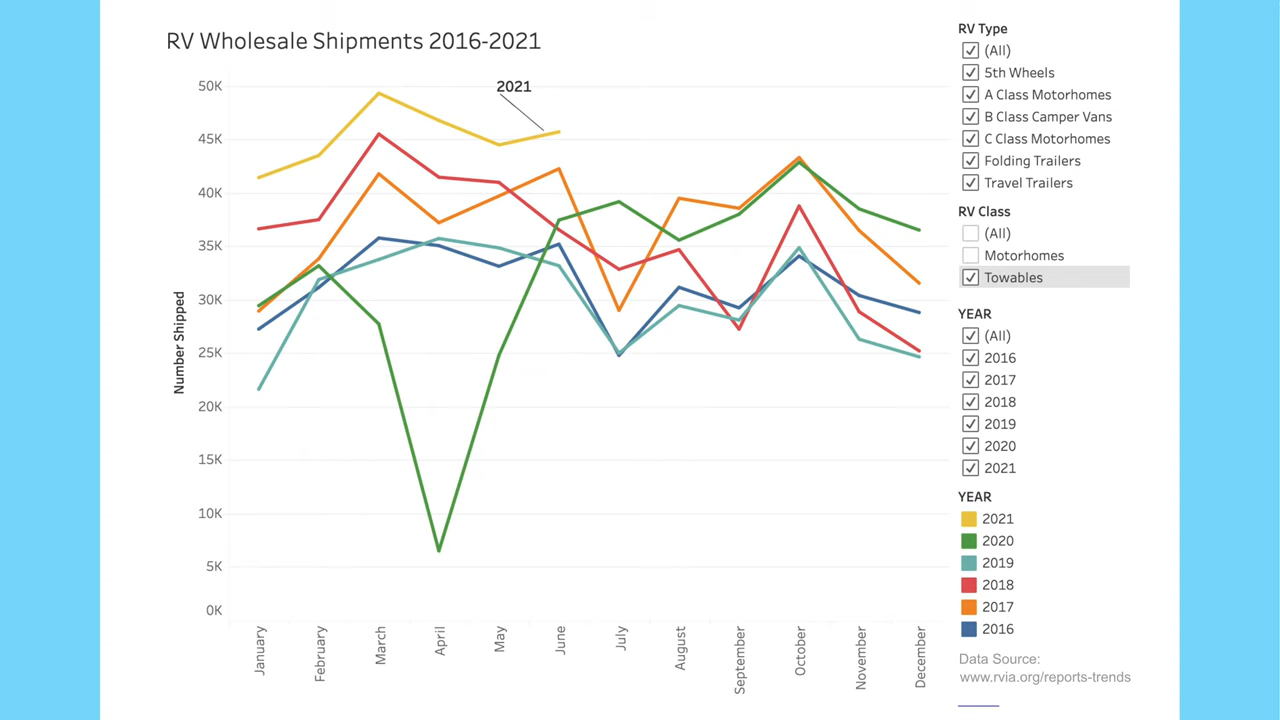 RV Wholesale Shipments 2016-2021
50K
45K
40K
35K
30K
25K
20K
15K
10K
5K
0K
Number Shipped
2021
January
February
March
April
May
June
July
August
September
October
November
December
RV Type
(All)
5th Wheels
A Class Motorhomes
B Class Camper Vans
C Class Motorhomes
Folding Trailers
Travel Trailers
RV Class
(All)
Motorhomes
Towables
YEAR
(All)
2016
2017
2018
2019
2020
2021
YEAR
2021
2020
2019
2018
2017
2016
Data Source:
www.rvia.org/reports-trends